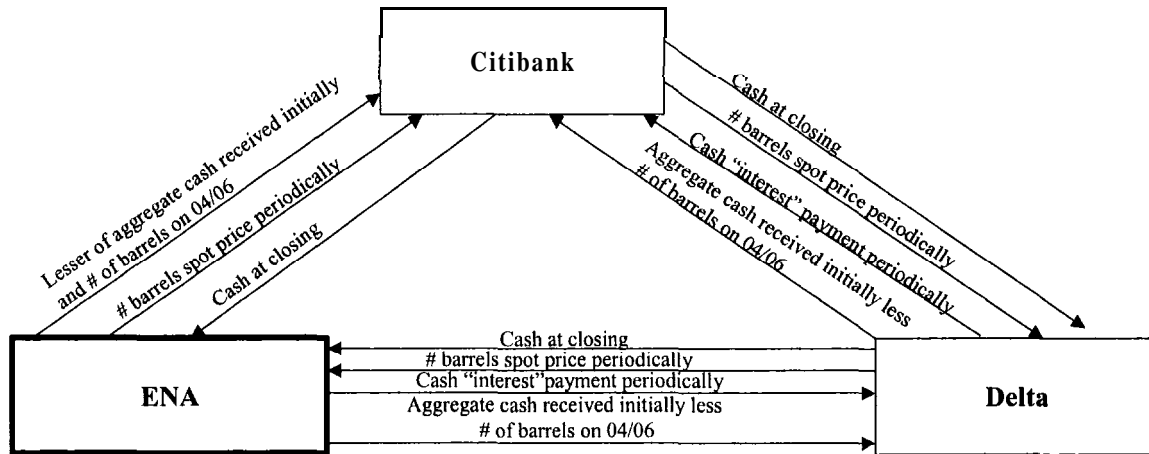 Citibank
Lesser of aggregate cash received initially
and # of barrels on 04/06
# barrels spot price periodically
Cash at closing
Cash at closing
# barrels spot price periodically
Cash “interest” payment periodically
Aggregate cash received initially less
# of barrels on 04/06
ENA
Cash at closing
# barrels spot price periodically
Cash “interest”payment periodically
Aggregate cash received initially less
# of barrels on 04/06
Delta